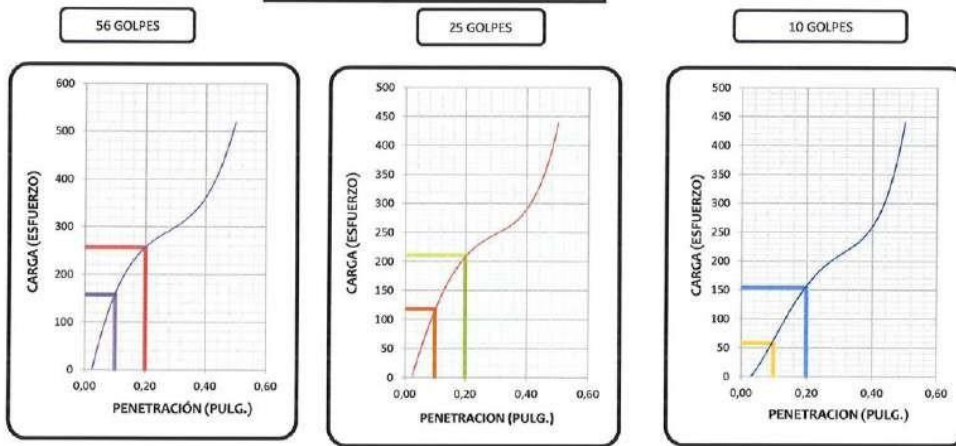 56 GOLPES
25 GOLPES
10 GOLPES
CARGA (ESFUERZO)
600
500
400
300
200
100
0
0,00 0,20 0,40 0,60
PENETRACIÓN (PULG.)
CARGA (ESFUERZO)
500
450
400
350
300
250
200
150
100
50
0
0,00 0,20 0,40 0,60
PENETRACION (PULG.)
CARGA (ESFUERZO)
500
450
400
350
300
250
200
150
100
50
0
0,00 0,20 0,40 0,60
PENETRACION (PULG.)